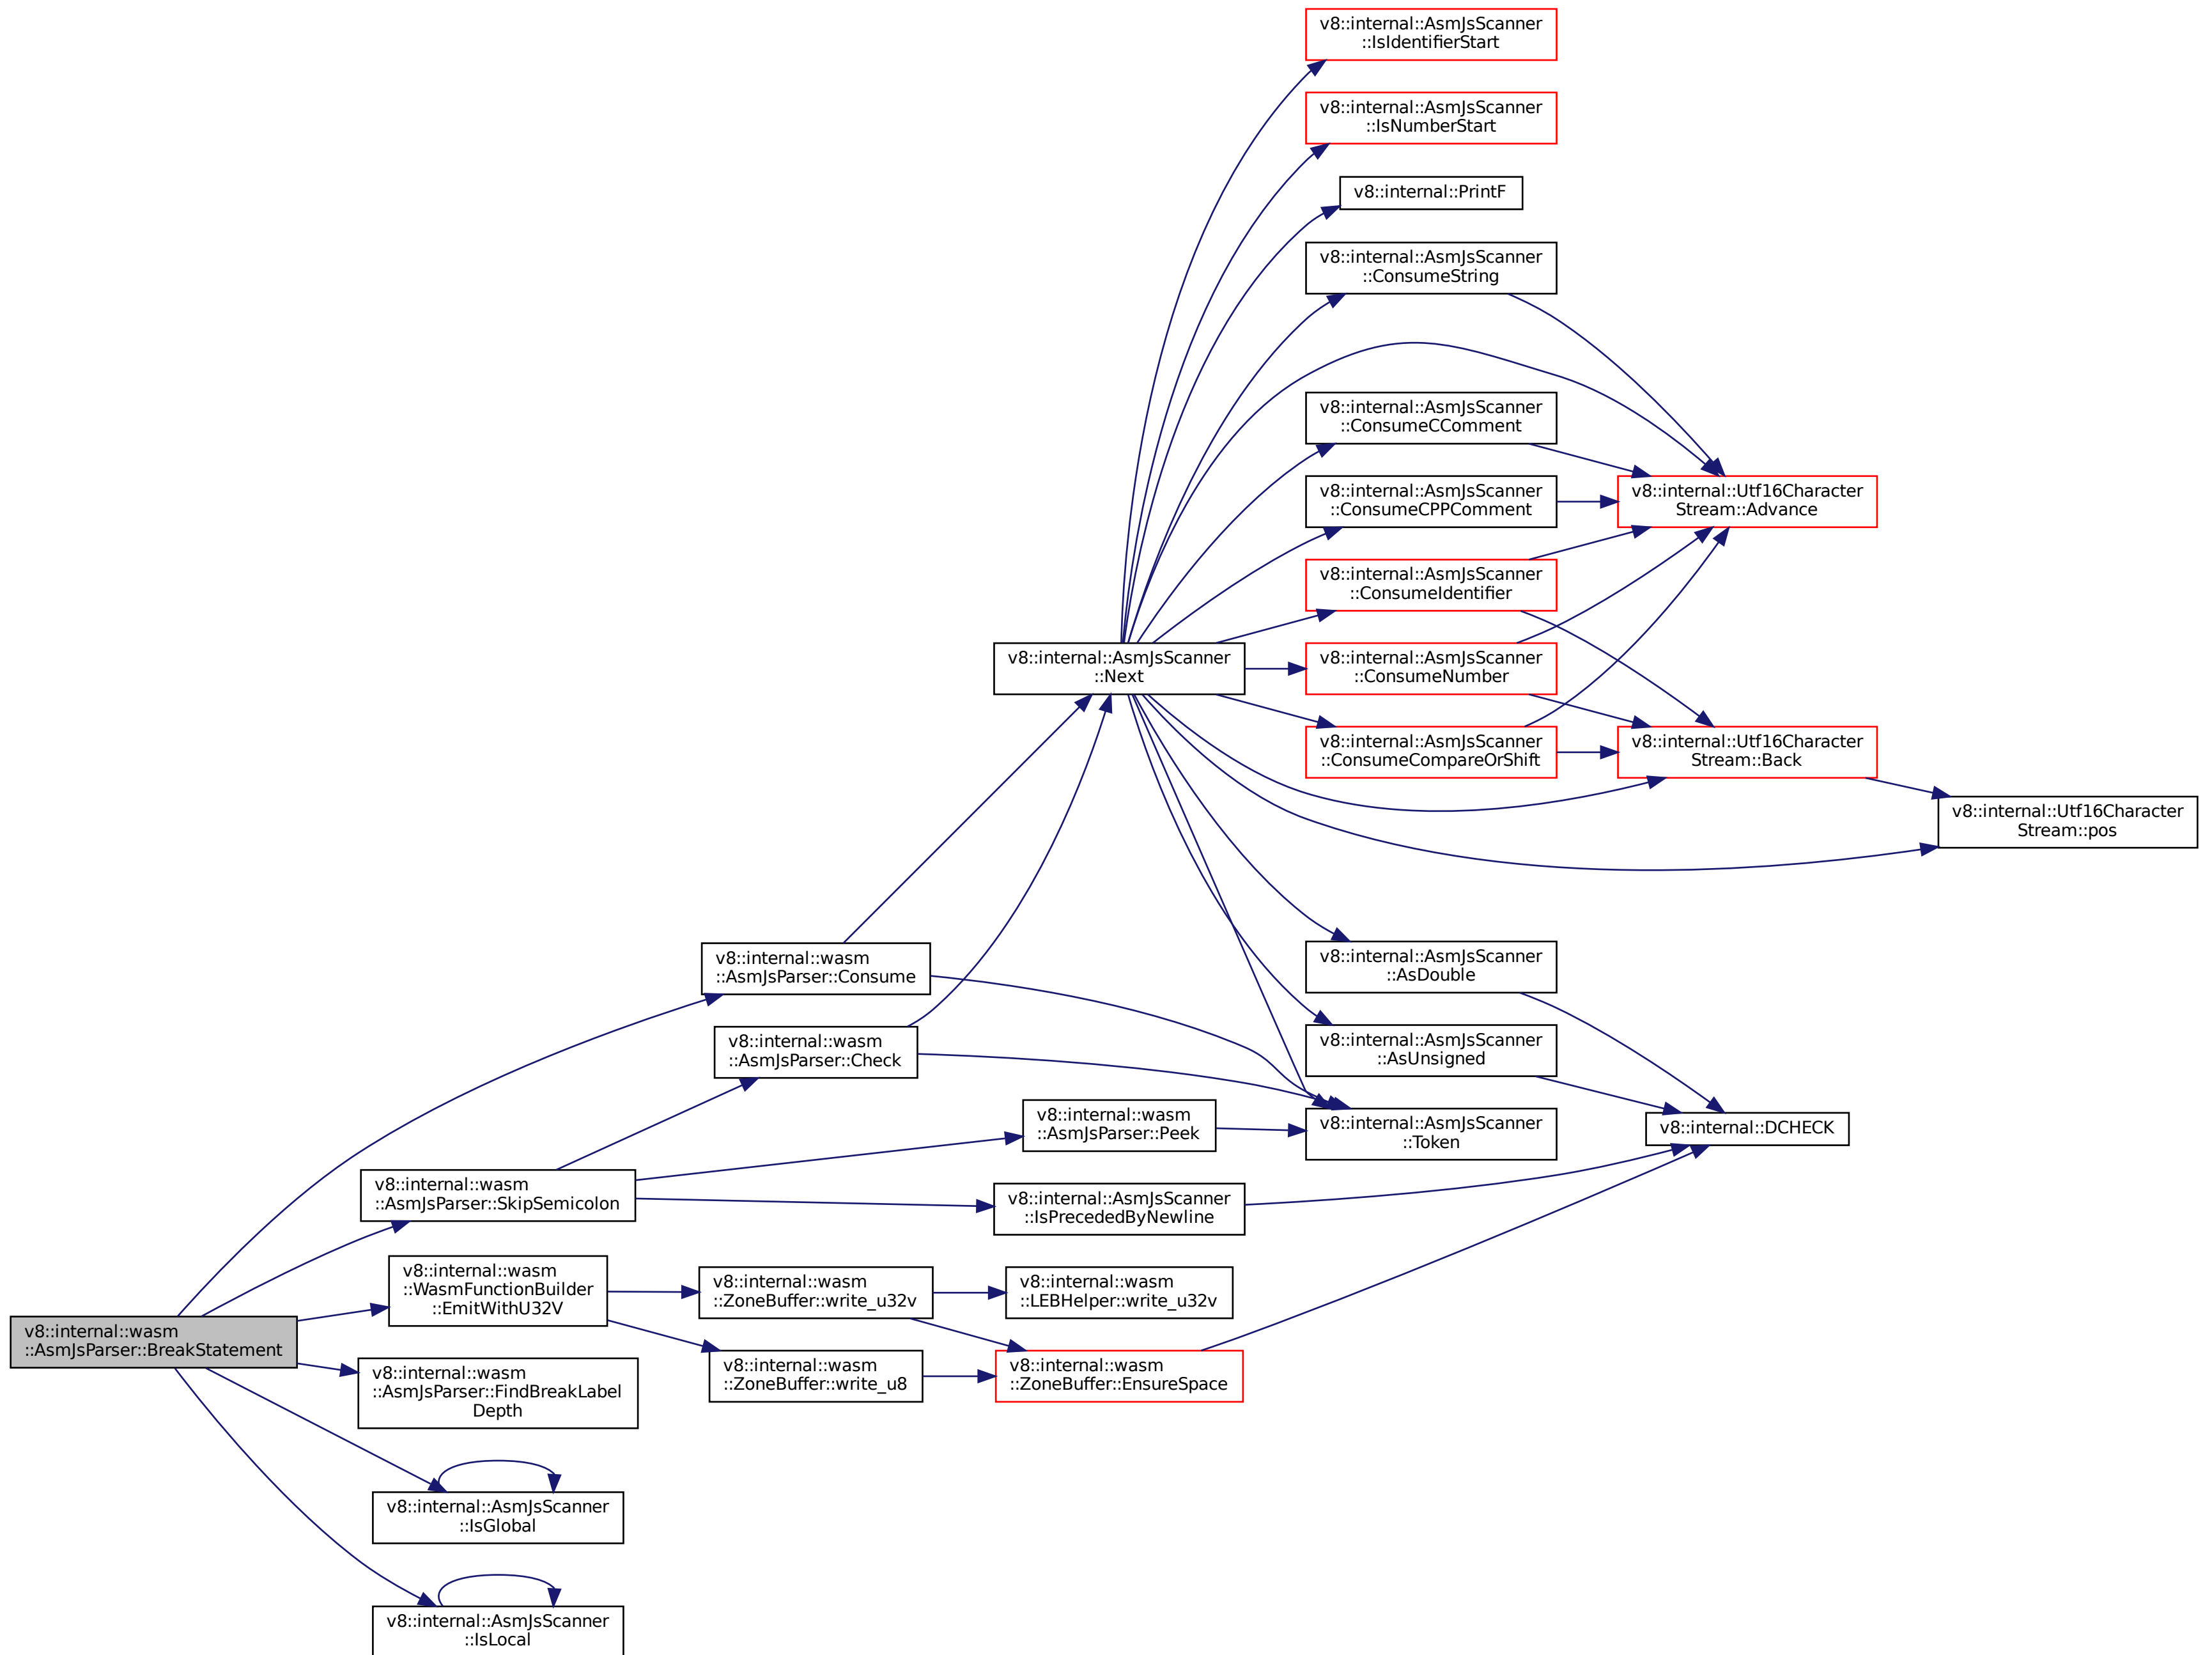 v8::internal::AsmJsScanner
::IsIdentifierStart
v8::internal::AsmJsScanner
::IsNumberStart
v8::internal::PrintF
v8::internal::AsmJsScanner
::ConsumeString
v8::internal::AsmJsScanner
::ConsumeCComment
v8::internal::AsmJsScanner
::ConsumeCPPComment
v8::internal::Utf16Character
Stream::Advance
v8::internal::AsmJsScanner
::ConsumeIdentifier
v8::internal::AsmJsScanner
::Next
v8::internal::AsmJsScanner
::ConsumeNumber
v8::internal::AsmJsScanner
::ConsumeCompareOrShift
v8::internal::Utf16Character
Stream::Back
v8::internal::Utf16Character
Stream::pos
v8::internal::wasm
::AsmJsParser::Consume
v8::internal::AsmJsScanner
::AsDouble
v8::internal::wasm
::AsmJsParser::Check
v8::internal::AsmJsScanner
::AsUnsigned
v8::internal::wasm
::AsmJsParser::Peek
v8::internal::AsmJsScanner
::Token
v8::internal::DCHECK
v8::internal::wasm
::AsmJsParser::SkipSemicolon
v8::internal::AsmJsScanner
::IsPrecededByNewline
v8::internal::wasm
::WasmFunctionBuilder
::EmitWithU32V
v8::internal::wasm
::ZoneBuffer::write_u32v
v8::internal::wasm
::LEBHelper::write_u32v
v8::internal::wasm
::AsmJsParser::BreakStatement
v8::internal::wasm
::AsmJsParser::FindBreakLabel
Depth
v8::internal::wasm
::ZoneBuffer::write_u8
v8::internal::wasm
::ZoneBuffer::EnsureSpace
v8::internal::AsmJsScanner
::IsGlobal
v8::internal::AsmJsScanner
::IsLocal